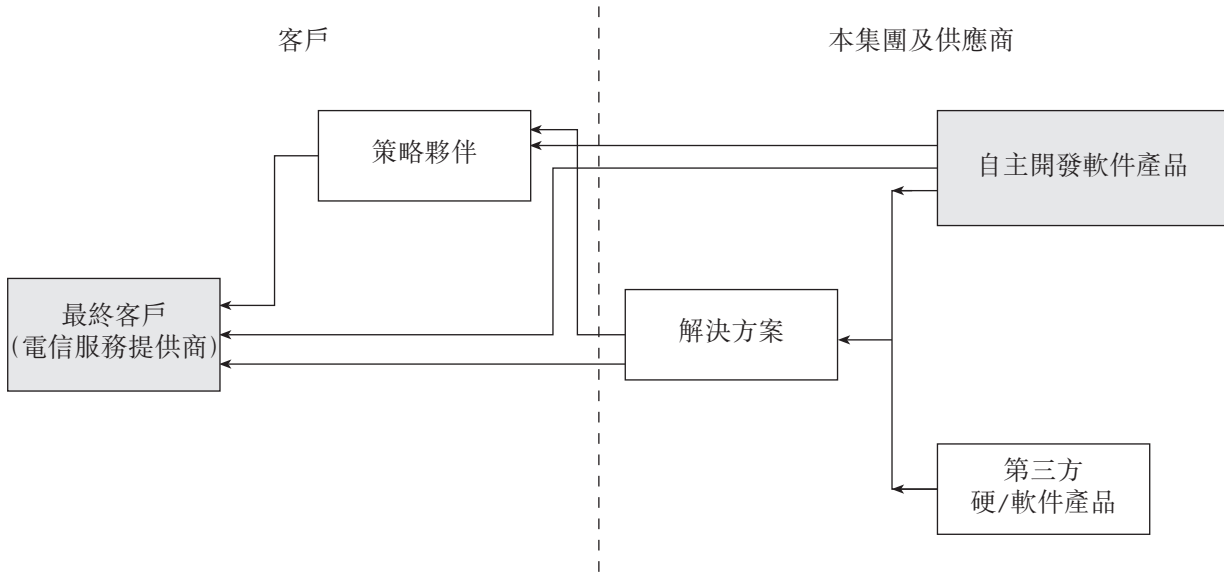 客戶
本集團及供應商
策略夥伴
自主開發軟件產品
最終客戶
(電信服務提供商)
解決方案
第三方
硬/軟件產品